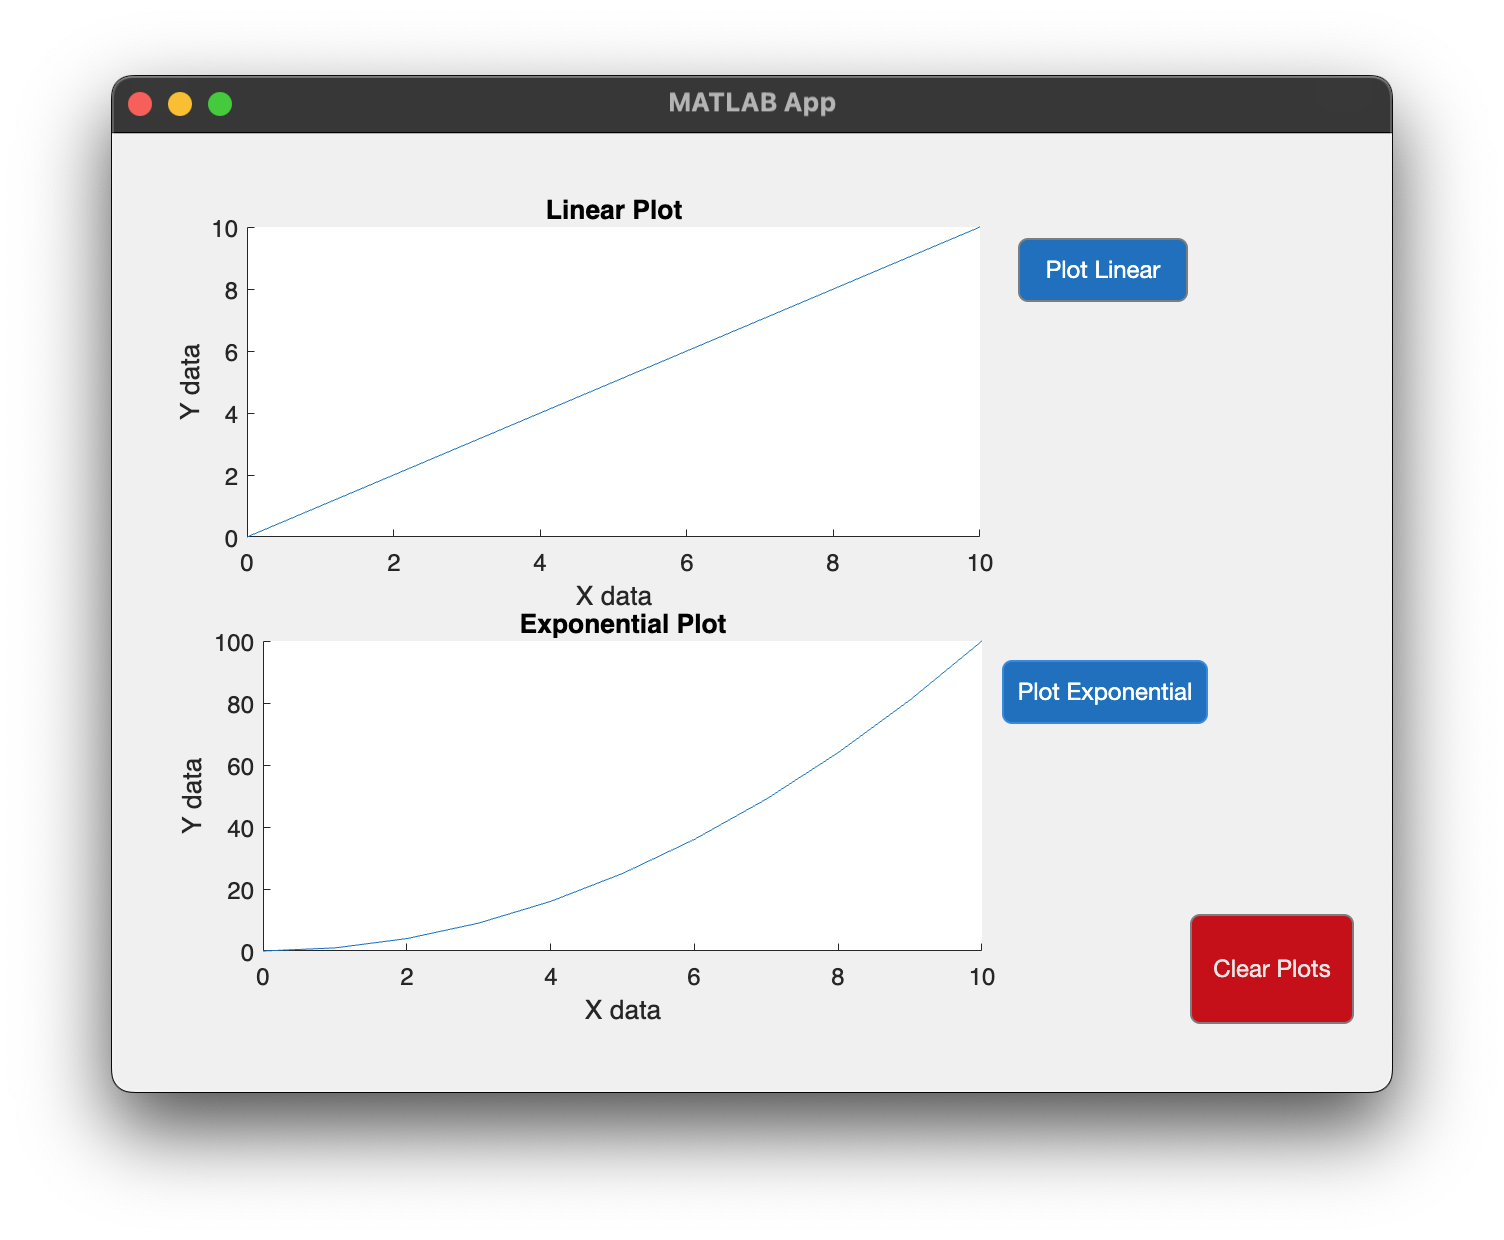 MATLAB App
Linear Plot
10
8
6
4
2
0
Y data
0 2 4 6 8 10
X data
Plot Linear
Exponential Plot
100
80
60
40
20
0
Y data
0 2 4 6 8 10
X data
Plot Exponential
Clear Plots